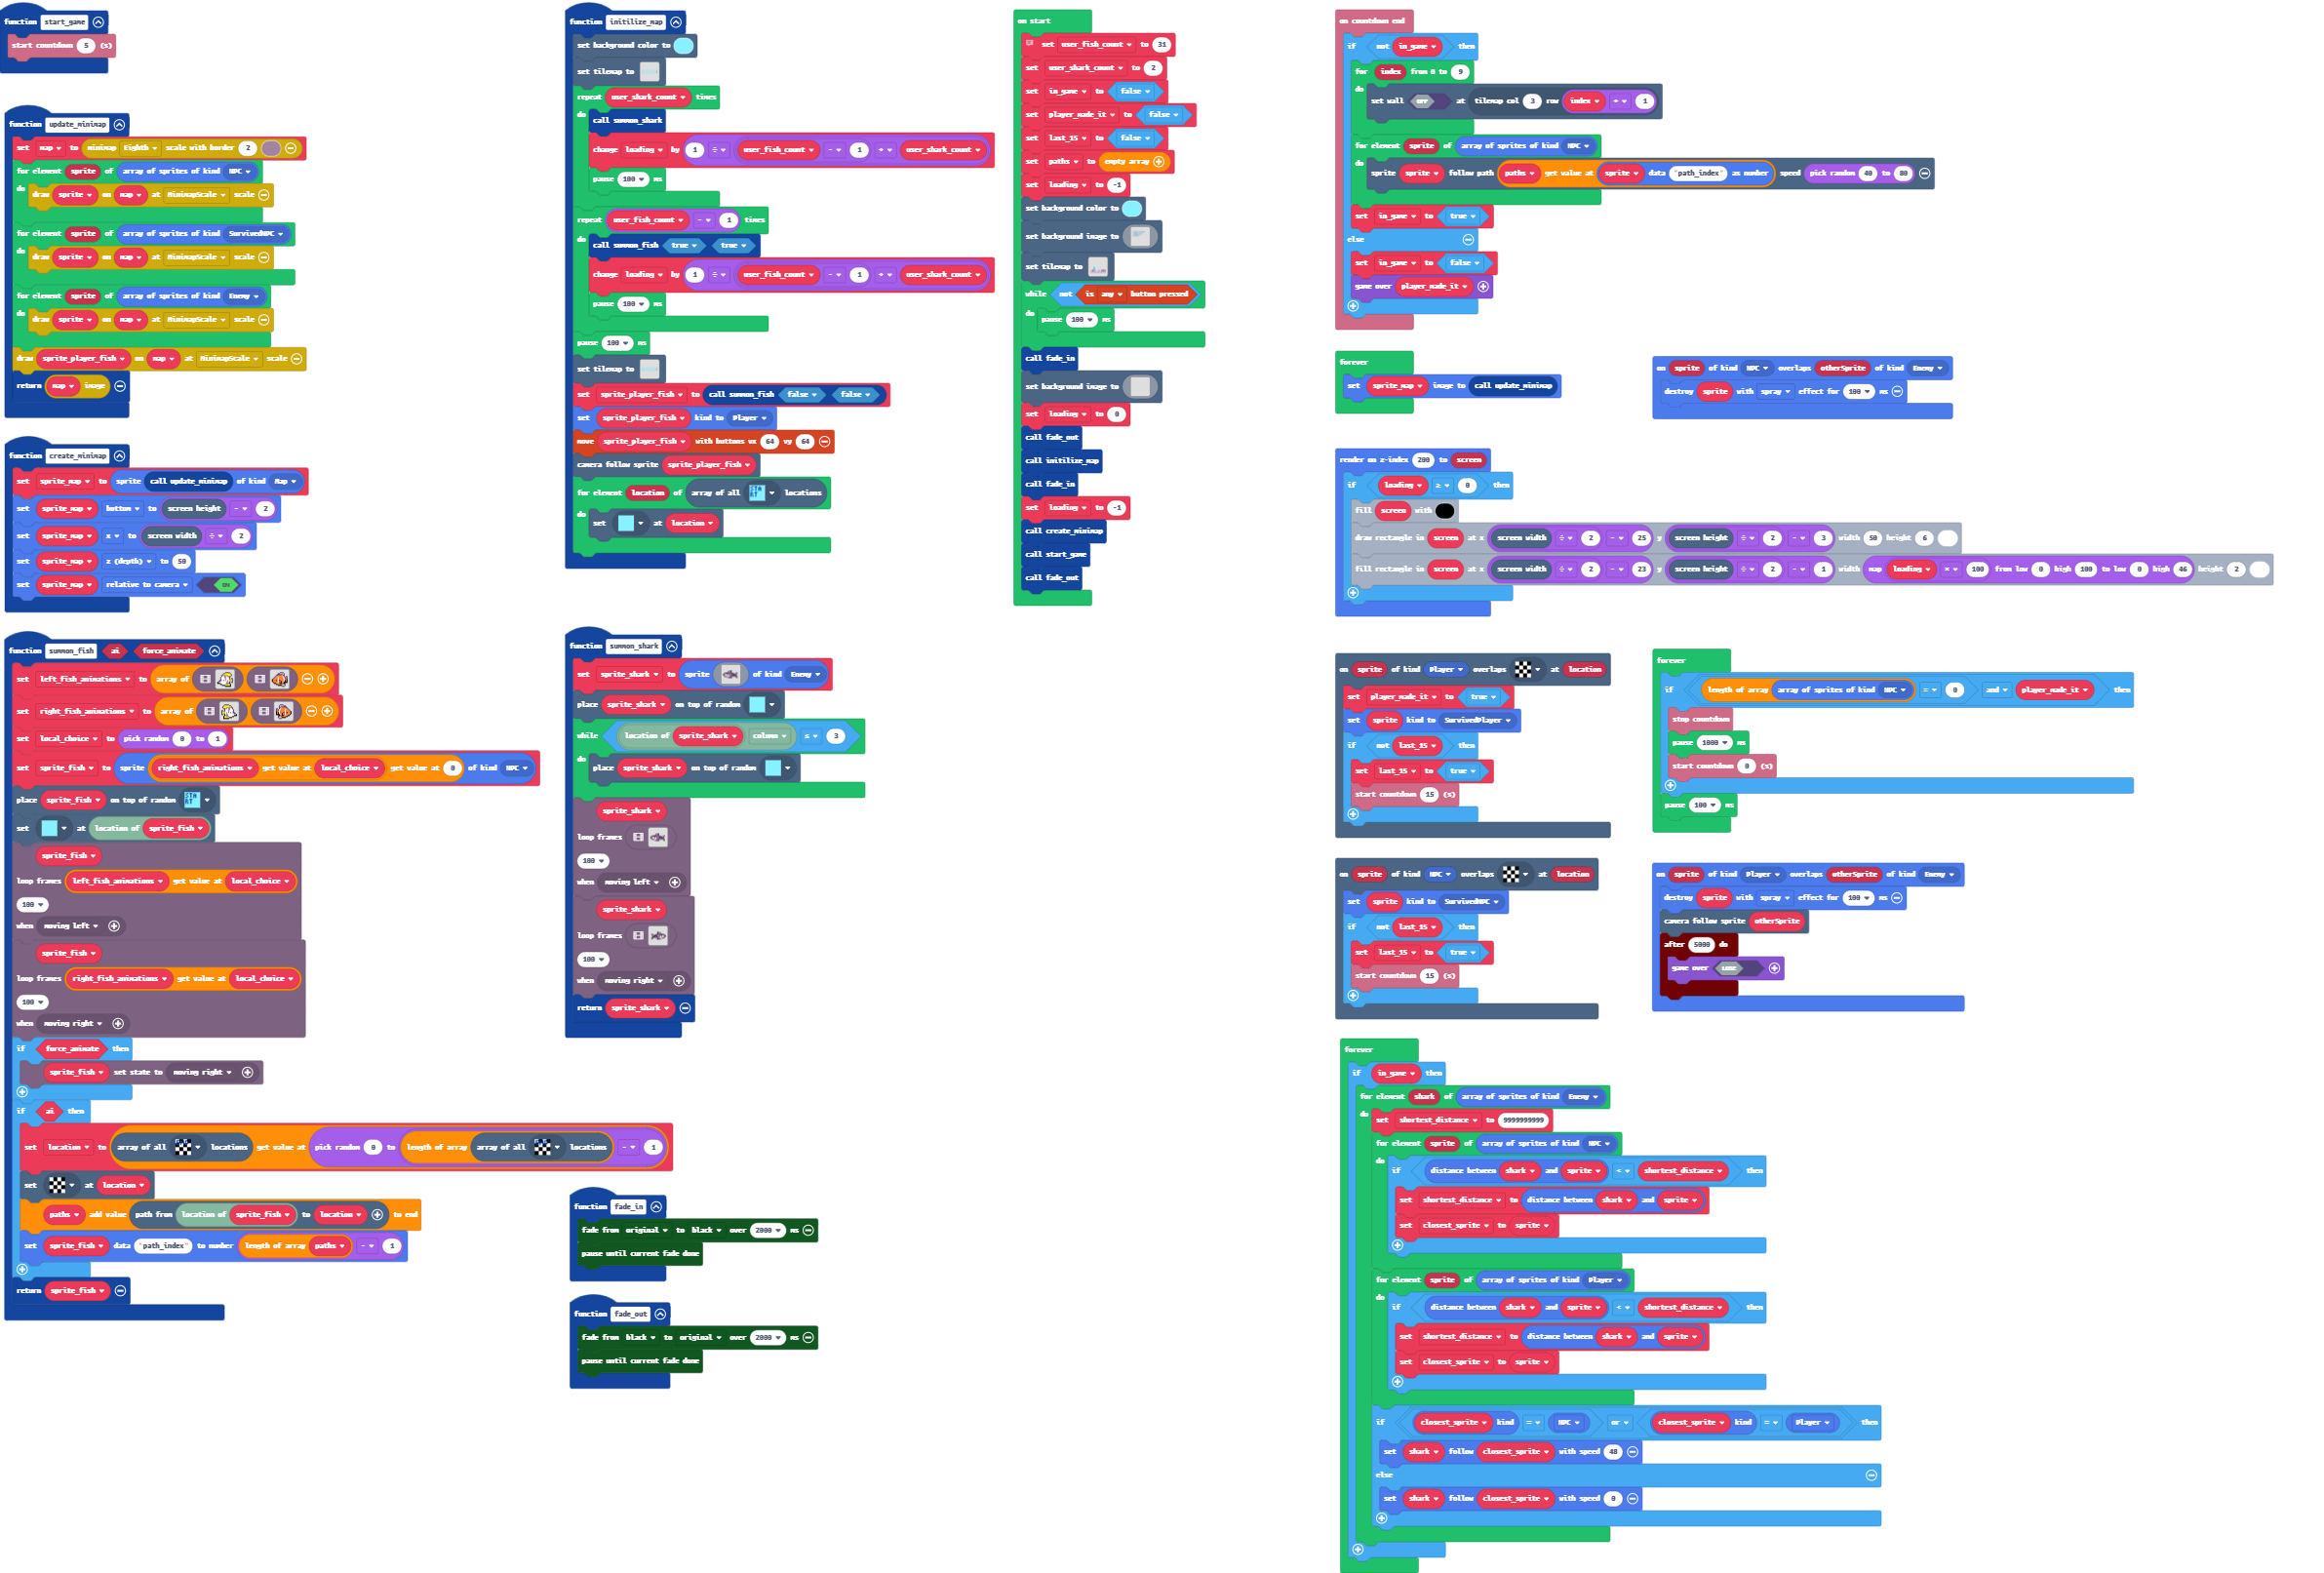 function start_game
start countdown 5 (s)
function update_minimap
set map to minimap Eighth scale with border 2
for element sprite of array of sprites of kind NPC
do draw sprite on map at MinimapScale scale
for element sprite of array of sprites of kind SurvivedNPC
do draw sprite on map at MinimapScale scale
for element sprite of array of sprites of kind Enemy
do draw sprite on map at MinimapScale scale
draw sprite_player_fish on map at MinimapScale scale
return map image
function create_minimap
set sprite_map to sprite call update_minimap of kind Map
set sprite_map bottom to screen height - 2
set sprite_map x to screen width ÷ 2
set sprite_map z (depth) to 50
set sprite_map relative to camera ON
function summon_fish ai force_animate
set left_fish_animations to array of
set right_fish_animations to array of
set local_choice to pick random 0 to 1
set sprite_fish to sprite right_fish_animations get value at local_choice get value at 0 of kind NPC
place sprite_fish on top of random START
set at location of sprite_fish
sprite_fish
loop frames left_fish_animations get value at local_choice
100
when moving left
sprite_fish
loop frames right_fish_animations get value at local_choice
100
when moving right
if force_animate then
sprite_fish set state to moving right
if ai then
set location to array of all locations get value at pick random 0 to length of array array of all locations - 1
set at location
paths add value path from location of sprite_fish to location to end
set sprite_fish data "path_index" to number length of array paths - 1
return sprite_fish
function initilize_map
set background color to
set tilemap to
repeat user_shark_count times
do call summon_shark
change loading by 1 ÷ user_fish_count - 1 + user_shark_count
pause 100 ms
repeat user_fish_count - 1 times
do call summon_fish true true
change loading by 1 ÷ user_fish_count - 1 + user_shark_count
pause 100 ms
pause 100 ms
set tilemap to
set sprite_player_fish to call summon_fish false false
set sprite_player_fish kind to Player
move sprite_player_fish with buttons vx 64 vy 64
camera follow sprite sprite_player_fish
for element location of array of all START locations
do set at location
function summon_shark
set sprite_shark to sprite of kind Enemy
place sprite_shark on top of random
while location of sprite_shark column ≤ 3
do place sprite_shark on top of random
sprite_shark
loop frames
100
when moving left
sprite_shark
loop frames
100
when moving right
return sprite_shark
function fade_in
fade from original to black over 2000 ms
pause until current fade done
function fade_out
fade from black to original over 2000 ms
pause until current fade done
on start
set user_fish_count to 31
set user_shark_count to 2
set in_game to false
set player_made_it to false
set last_15 to false
set paths to empty array
set loading to -1
set background color to
set background image to
set tilemap to
while not is any button pressed
do pause 100 ms
call fade_in
set background image to
set loading to 0
call fade_out
call initilize_map
call fade_in
set loading to -1
call create_minimap
call start_game
call fade_out
on countdown end
if not in_game then
for index from 0 to 9
do set wall OFF at tilemap col 3 row index + 1
for element sprite of array of sprites of kind NPC
do sprite sprite follow path paths get value at sprite data "path_index" as number speed pick random 40 to 80
set in_game to true
else
set in_game to false
game over player_made_it
forever
set sprite_map image to call update_minimap
on sprite of kind NPC overlaps otherSprite of kind Enemy
destroy sprite with spray effect for 100 ms
render on z-index 200 to screen
if loading ≥ 0 then
fill screen with
draw rectangle in screen at x screen width ÷ 2 - 25 y screen height ÷ 2 - 3 width 50 height 6
fill rectangle in screen at x screen width ÷ 2 - 23 y screen height ÷ 2 - 1 width map loading × 100 from low 0 high 100 to low 0 high 46 height 2
on sprite of kind Player overlaps at location
set player_made_it to true
set sprite kind to SurvivedPlayer
if not last_15 then
set last_15 to true
start countdown 15 (s)
forever
if length of array array of sprites of kind NPC = 0 and player_made_it then
stop countdown
pause 1000 ms
start countdown 0 (s)
pause 100 ms
on sprite of kind NPC overlaps at location
set sprite kind to SurvivedNPC
if not last_15 then
set last_15 to true
start countdown 15 (s)
on sprite of kind Player overlaps otherSprite of kind Enemy
destroy sprite with spray effect for 100 ms
camera follow sprite otherSprite
after 5000 do
game over LOSE
forever
if in_game then
for element shark of array of sprites of kind Enemy
do set shortest_distance to 9999999999
for element sprite of array of sprites of kind NPC
do if distance between shark and sprite < shortest_distance then
set shortest_distance to distance between shark and sprite
set closest_sprite to sprite
for element sprite of array of sprites of kind Player
do if distance between shark and sprite < shortest_distance then
set shortest_distance to distance between shark and sprite
set closest_sprite to sprite
if closest_sprite kind = NPC or closest_sprite kind = Player then
set shark follow closest_sprite with speed 48
else
set shark follow closest_sprite with speed 0